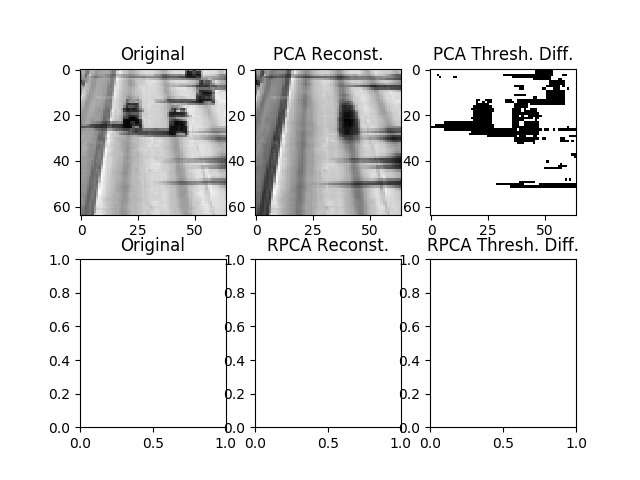 Original PCA Reconst. PCA Thresh. Diff.
0 0 0
20 20 20
40 40 40
60 60 60
0 25 50 0 25 50 0 25 50
Original RPCA Reconst. RPCA Thresh. Diff.
1.0 1.0 1.0
0.8 0.8 0.8
0.6 0.6 0.6
0.4 0.4 0.4
0.2 0.2 0.2
0.0 0.0 0.0
0.0 0.5 1.0 0.0 0.5 1.0 0.0 0.5 1.0